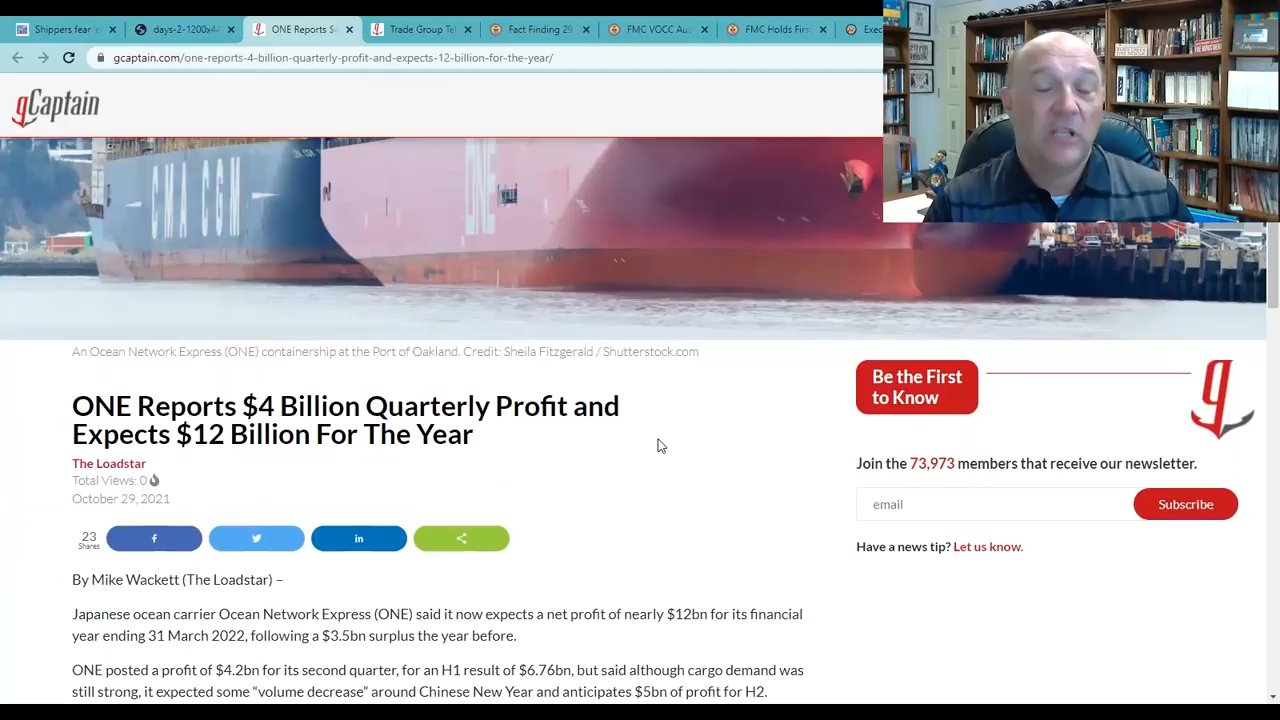 Shippers fear 'c
days-2-1200x4
ONE Reports $
Trade Group Te
Fact Finding 29
FMC VOCC Au
FMC Holds Firs
Exec
gcaptain.com/one-reports-4-billion-quarterly-profit-and-expects-12-billion-for-the-year/
gCaptain
CMA CGM
ONE
An Ocean Network Express (ONE) containership at the Port of Oakland. Credit: Sheila Fitzgerald / Shutterstock.com
ONE Reports $4 Billion Quarterly Profit and
Expects $12 Billion For The Year
The Loadstar
Total Views: 0
October 29, 2021
23
Shares
By Mike Wackett (The Loadstar) –
Japanese ocean carrier Ocean Network Express (ONE) said it now expects a net profit of nearly $12bn for its financial
year ending 31 March 2022, following a $3.5bn surplus the year before.
ONE posted a profit of $4.2bn for its second quarter, for an H1 result of $6.76bn, but said although cargo demand was
still strong, it expected some “volume decrease” around Chinese New Year and anticipates $5bn of profit for H2.
Be the First
to Know
Join the 73,973 members that receive our newsletter.
email
Subscribe
Have a news tip? Let us know.